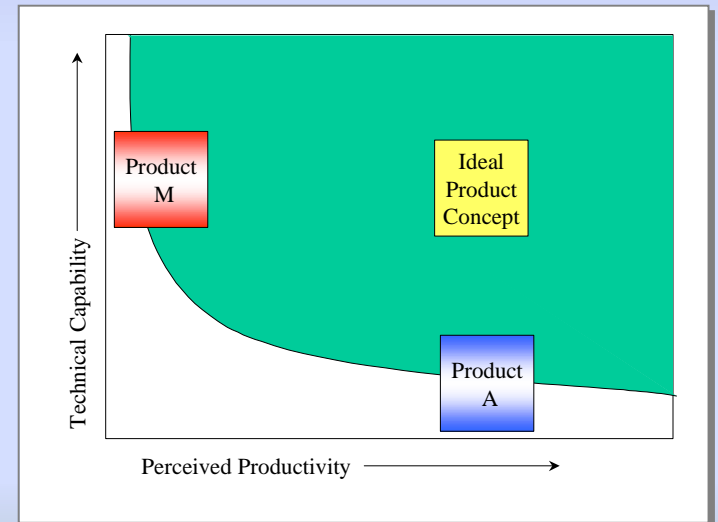 Technical Capability
Product
M
Ideal
Product
Concept
Product
A
Perceived Productivity